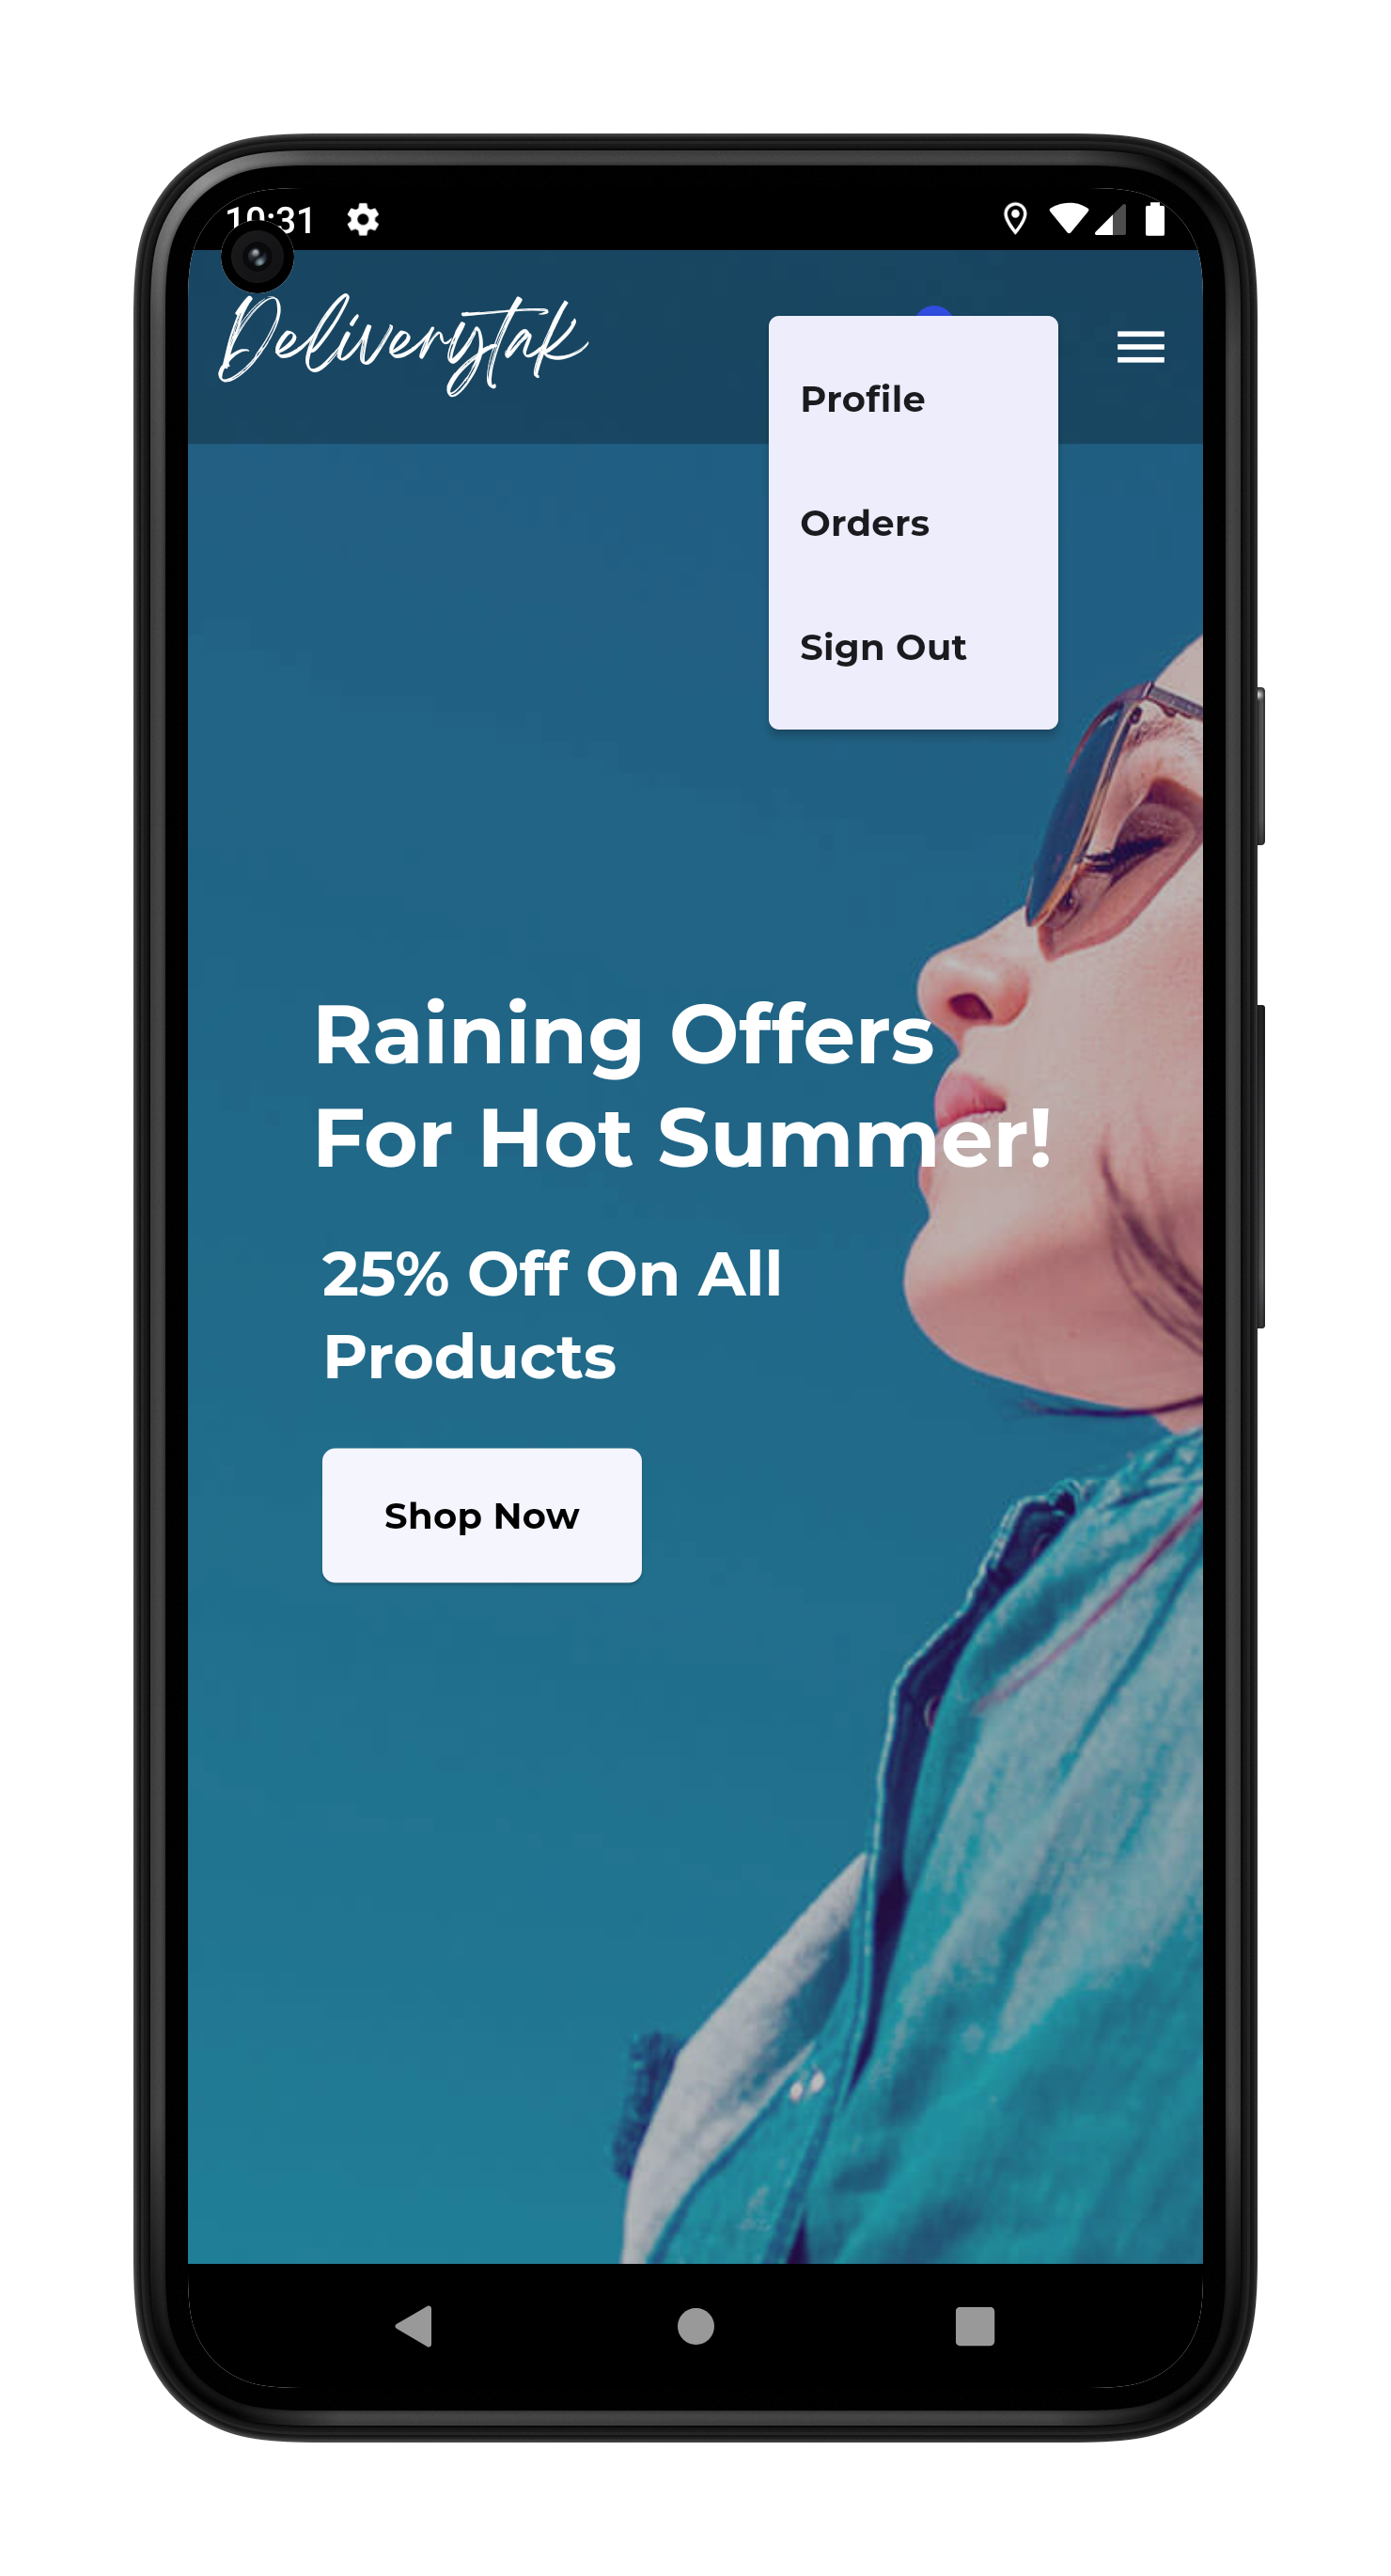 10:31
Deliverytak
Profile
Orders
Sign Out
Raining Offers
For Hot Summer!
25% Off On All
Products
Shop Now